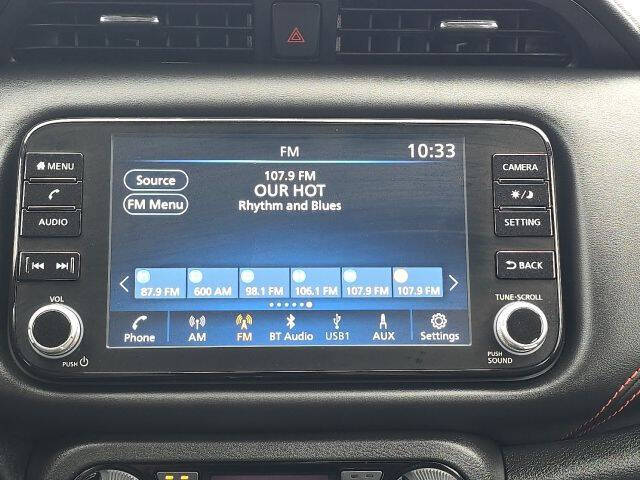 FM 10:33
MENU
AUDIO
VOL
PUSH
Source
FM Menu
107.9 FM
OUR HOT
Rhythm and Blues
87.9 FM 600 AM 98.1 FM 106.1 FM 107.9 FM 107.9 FM
Phone AM FM BT Audio USB1 AUX Settings
CAMERA
SETTING
BACK
TUNE·SCROLL
PUSH
SOUND